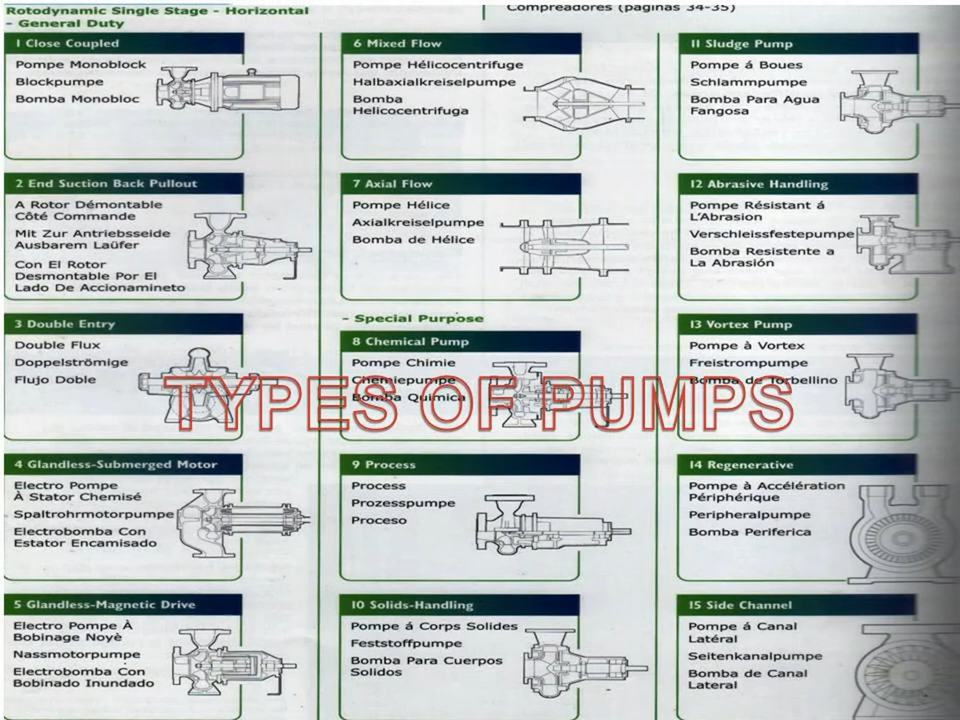 Rotodynamic Single Stage - Horizontal
- General Duty
1 Close Coupled
Pompe Monoblock
Blockpumpe
Bomba Monobloc
2 End Suction Back Pullout
A Rotor Démontable
Côté Commande
Mit Zur Antriebsseide
Ausbarem Laüfer
Con El Rotor
Desmontable Por El
Lado De Accionamineto
3 Double Entry
Double Flux
Doppelströmige
Flujo Doble
4 Glandless-Submerged Motor
Electro Pompe
À Stator Chemisé
Spaltrohrmotorpumpe
Electrobomba Con
Estator Encamisado
5 Glandless-Magnetic Drive
Electro Pompe À
Bobinage Noyè
Nassmotorpumpe
Electrobomba Con
Bobinado Inundado
Compreadores (paginas 34-35)
6 Mixed Flow
Pompe Hélicocentrifuge
Halbaxialkreiselpumpe
Bomba
Helicocentrifuga
7 Axial Flow
Pompe Hélice
Axialkreiselpumpe
Bomba de Hélice
- Special Purpose
8 Chemical Pump
Pompe Chimie
Chemiepumpe
Bomba Quimica
9 Process
Process
Prozesspumpe
Proceso
10 Solids-Handling
Pompe á Corps Solides
Feststoffpumpe
Bomba Para Cuerpos
Solidos
11 Sludge Pump
Pompe á Boues
Schlammpumpe
Bomba Para Agua
Fangosa
12 Abrasive Handling
Pompe Résistant á
L'Abrasion
Verschleissfestepumpe
Bomba Resistente a
La Abrasión
13 Vortex Pump
Pompe à Vortex
Freistrompumpe
Bomba de Torbellino
14 Regenerative
Pompe à Accélération
Périphérique
Peripheralpumpe
Bomba Periferica
15 Side Channel
Pompe á Canal
Latéral
Seitenkanalpumpe
Bomba de Canal
Lateral
TYPES OF PUMPS